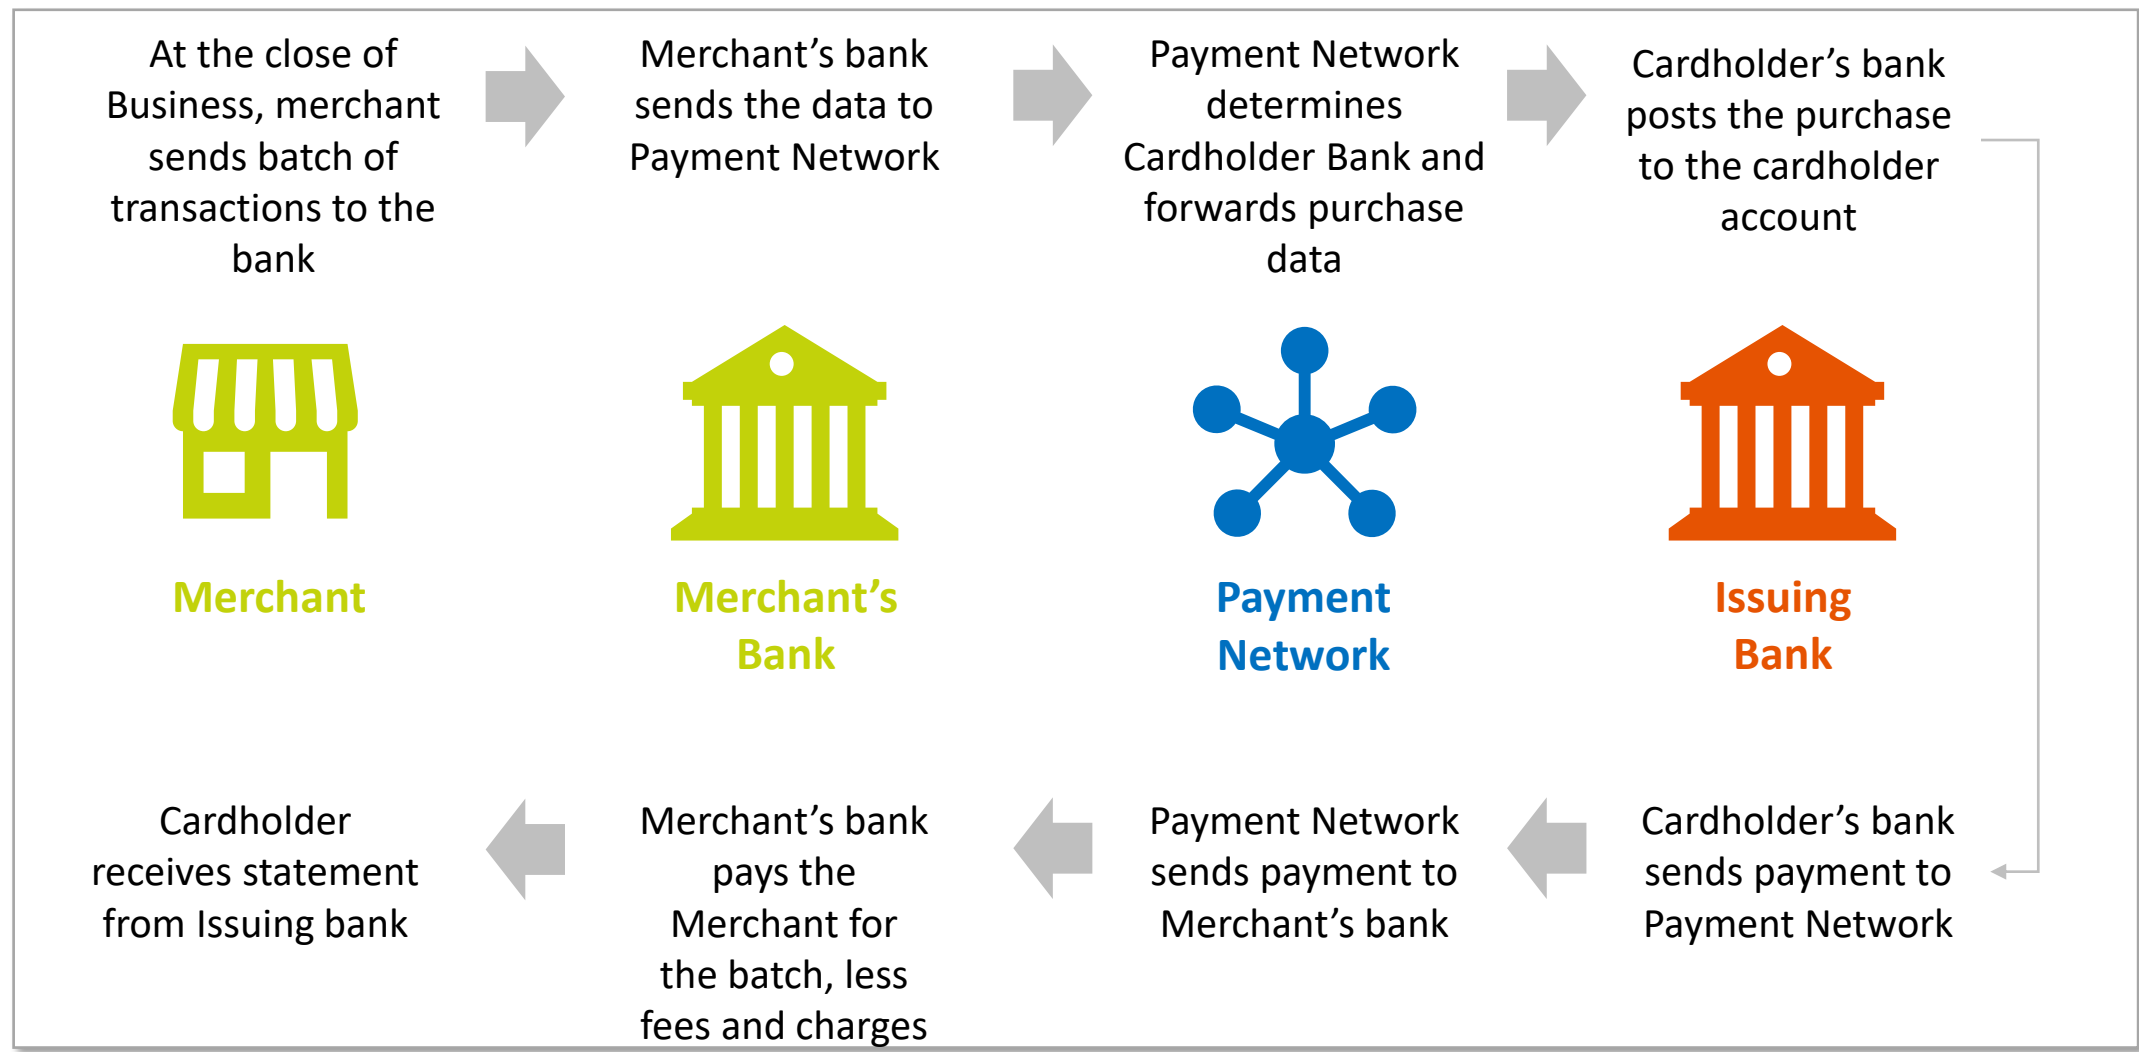 At the close of
Business, merchant
sends batch of
transactions to the
bank
Merchant’s bank
sends the data to
Payment Network
Payment Network
determines
Cardholder Bank and
forwards purchase
data
Cardholder’s bank
posts the purchase
to the cardholder
account
Merchant
Merchant’s
Bank
Payment
Network
Issuing
Bank
Cardholder
receives statement
from Issuing bank
Merchant’s bank
pays the
Merchant for
the batch, less
fees and charges
Payment Network
sends payment to
Merchant’s bank
Cardholder’s bank
sends payment to
Payment Network